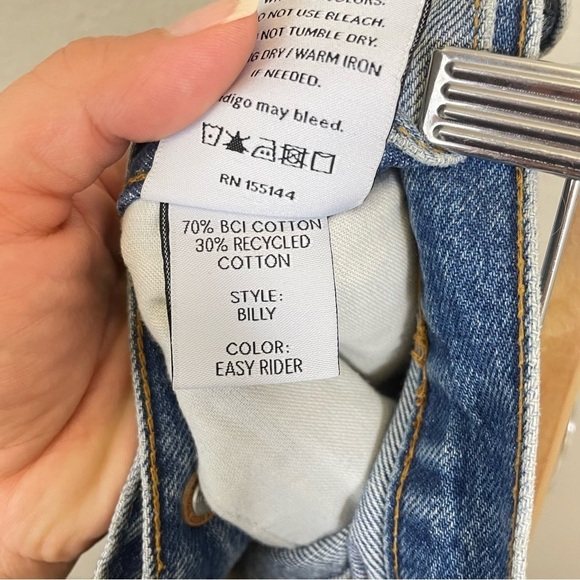 COLORS.
DO NOT USE BLEACH.
NOT TUMBLE DRY.
DRY / WARM IRON
IF NEEDED.
may bleed.
RN 155144
70% BCI COTTON
30% RECYCLED
COTTON
STYLE:
BILLY
COLOR:
EASY RIDER